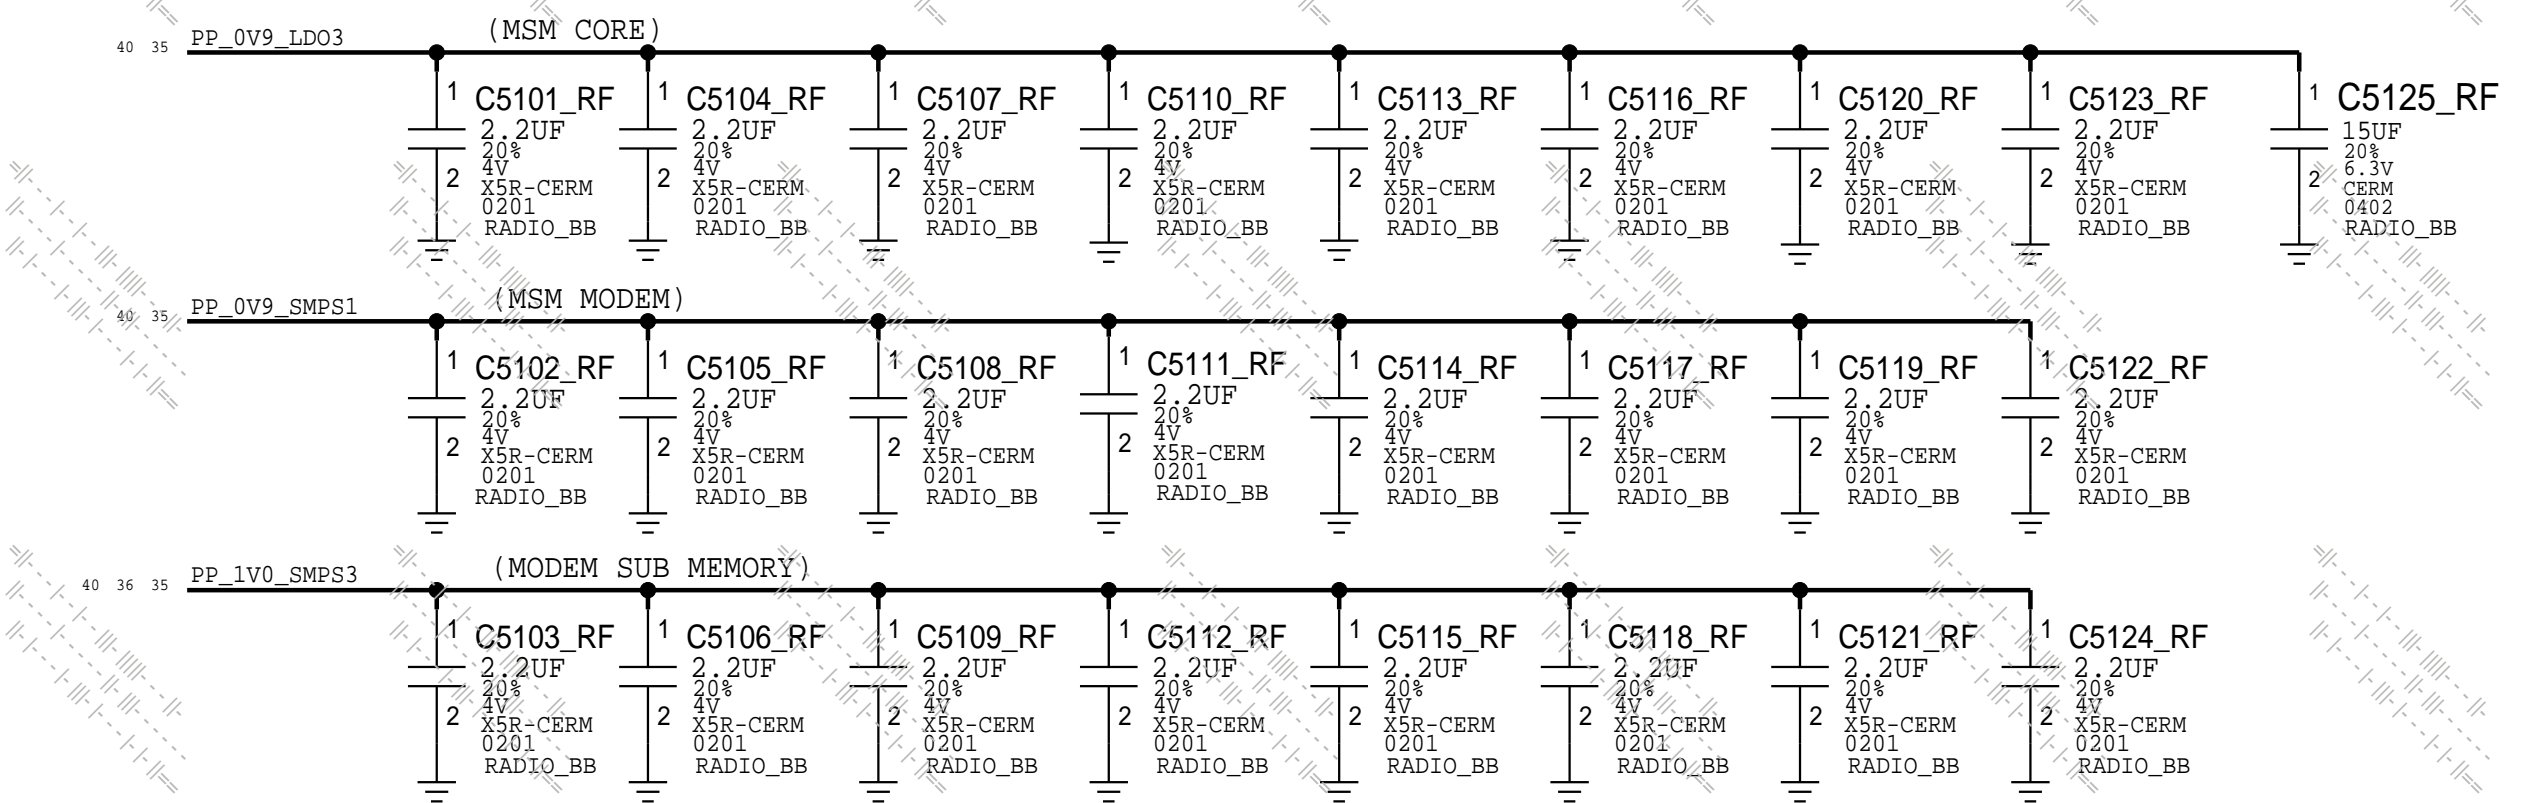 40 35 PP_0V9_LDO3 (MSM CORE)
1 C5101_RF 1 C5104_RF 1 C5107_RF 1 C5110_RF 1 C5113_RF 1 C5116_RF 1 C5120_RF 1 C5123_RF 1 C5125_RF
2.2UF 2.2UF 2.2UF 2.2UF 2.2UF 2.2UF 2.2UF 2.2UF 15UF
20% 20% 20% 20% 20% 20% 20% 20% 20%
4V 4V 4V 4V 4V 4V 4V 4V 6.3V
2 X5R-CERM 2 X5R-CERM 2 X5R-CERM 2 X5R-CERM 2 X5R-CERM 2 X5R-CERM 2 X5R-CERM 2 X5R-CERM 2 CERM
0201 0201 0201 0201 0201 0201 0201 0201 0402
RADIO_BB RADIO_BB RADIO_BB RADIO_BB RADIO_BB RADIO_BB RADIO_BB RADIO_BB RADIO_BB
40 35 PP_0V9_SMPS1 (MSM MODEM)
1 C5102_RF 1 C5105_RF 1 C5108_RF 1 C5111_RF 1 C5114_RF 1 C5117_RF 1 C5119_RF 1 C5122_RF
2.2UF 2.2UF 2.2UF 2.2UF 2.2UF 2.2UF 2.2UF 2.2UF
20% 20% 20% 20% 20% 20% 20% 20%
4V 4V 4V 4V 4V 4V 4V 4V
2 X5R-CERM 2 X5R-CERM 2 X5R-CERM 2 X5R-CERM 2 X5R-CERM 2 X5R-CERM 2 X5R-CERM 2 X5R-CERM
0201 0201 0201 0201 0201 0201 0201 0201
RADIO_BB RADIO_BB RADIO_BB RADIO_BB RADIO_BB RADIO_BB RADIO_BB RADIO_BB
40 36 35 PP_1V0_SMPS3 (MODEM SUB MEMORY)
1 C5103_RF 1 C5106_RF 1 C5109_RF 1 C5112_RF 1 C5115_RF 1 C5118_RF 1 C5121_RF 1 C5124_RF
2.2UF 2.2UF 2.2UF 2.2UF 2.2UF 2.2UF 2.2UF 2.2UF
20% 20% 20% 20% 20% 20% 20% 20%
4V 4V 4V 4V 4V 4V 4V 4V
2 X5R-CERM 2 X5R-CERM 2 X5R-CERM 2 X5R-CERM 2 X5R-CERM 2 X5R-CERM 2 X5R-CERM 2 X5R-CERM
0201 0201 0201 0201 0201 0201 0201 0201
RADIO_BB RADIO_BB RADIO_BB RADIO_BB RADIO_BB RADIO_BB RADIO_BB RADIO_BB